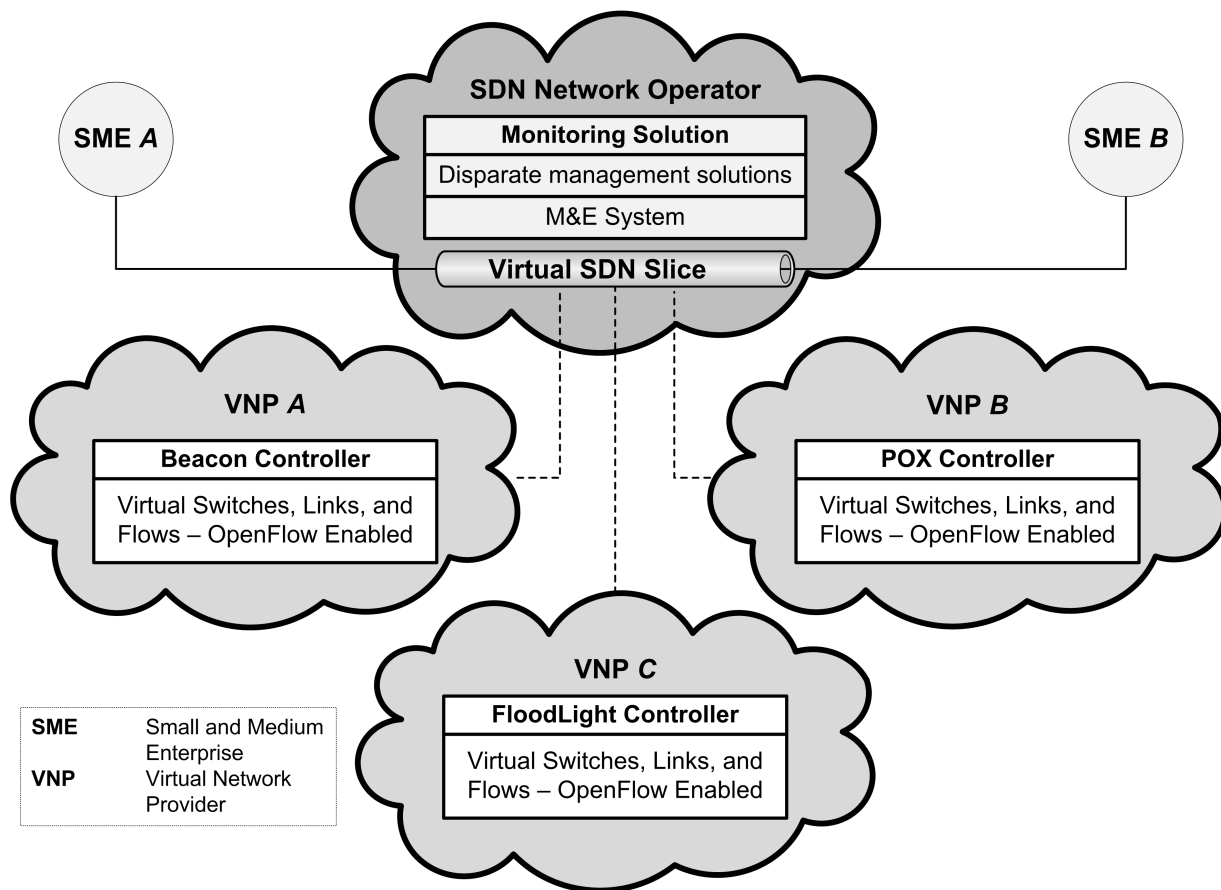 SDN Network Operator
SME A
SME B
Monitoring Solution
Disparate management solutions
M&E System
Virtual SDN Slice
VNP A
Beacon Controller
Virtual Switches, Links, and
Flows – OpenFlow Enabled
VNP B
POX Controller
Virtual Switches, Links, and
Flows – OpenFlow Enabled
VNP C
FloodLight Controller
Virtual Switches, Links, and
Flows – OpenFlow Enabled
SME Small and Medium
Enterprise
VNP Virtual Network
Provider